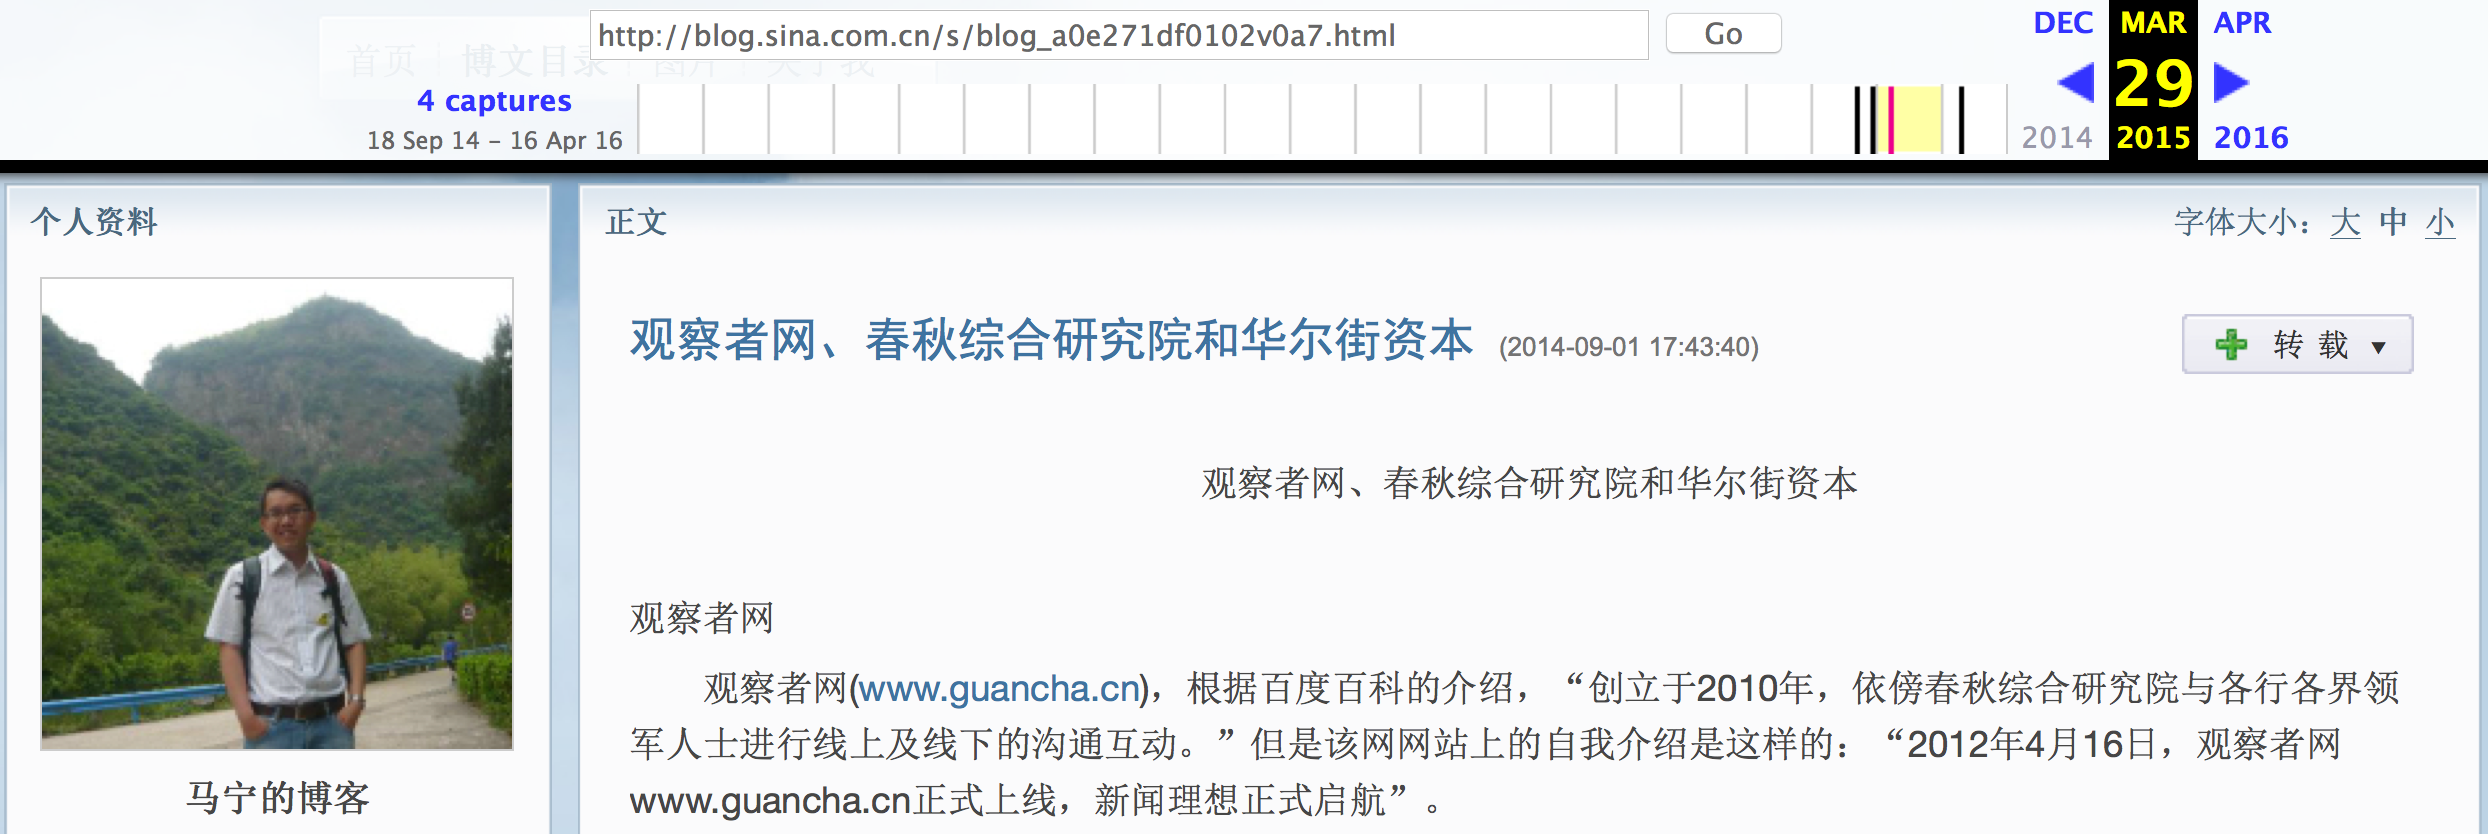 http://blog.sina.com.cn/s/blog_a0e271df0102v0a7.html
Go
DEC MAR APR
首页 博文目录 图片 关于我
4 captures
29
18 Sep 14 – 16 Apr 16
2014 2015 2016
个人资料
正文
字体大小：大 中 小
观察者网、春秋综合研究院和华尔街资本 (2014-09-01 17:43:40)
转载
观察者网、春秋综合研究院和华尔街资本
观察者网
观察者网(www.guancha.cn)，根据百度百科的介绍，“创立于2010年，依傍春秋综合研究院与各行各界领
军人士进行线上及线下的沟通互动。”但是该网网站上的自我介绍是这样的：“2012年4月16日，观察者网
www.guancha.cn正式上线，新闻理想正式启航”。
马宁的博客